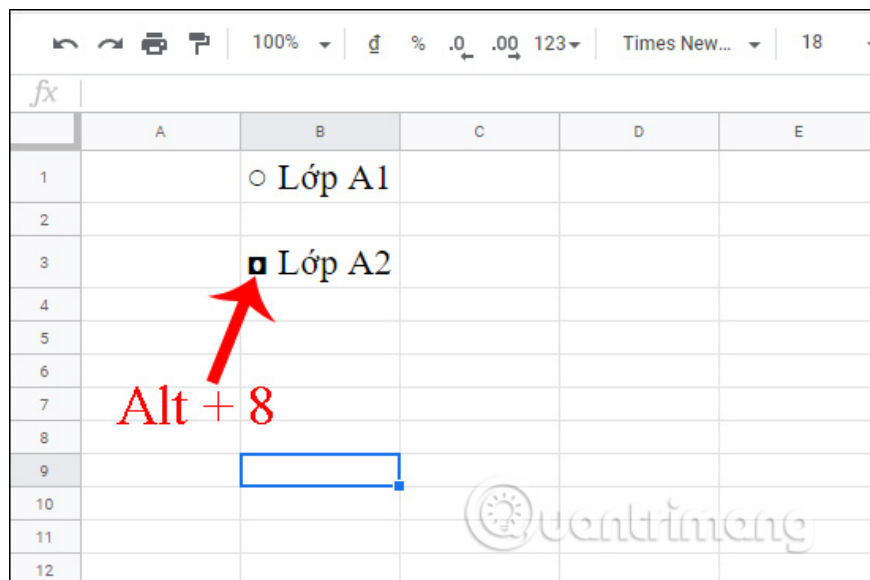 100% ₫ % .0 .00 123 Times New... 18
fx
A B C D E
1 ○ Lớp A1
2
3 ◘ Lớp A2
4
5
6
7 Alt + 8
8
9
10 Quantrimang
11
12